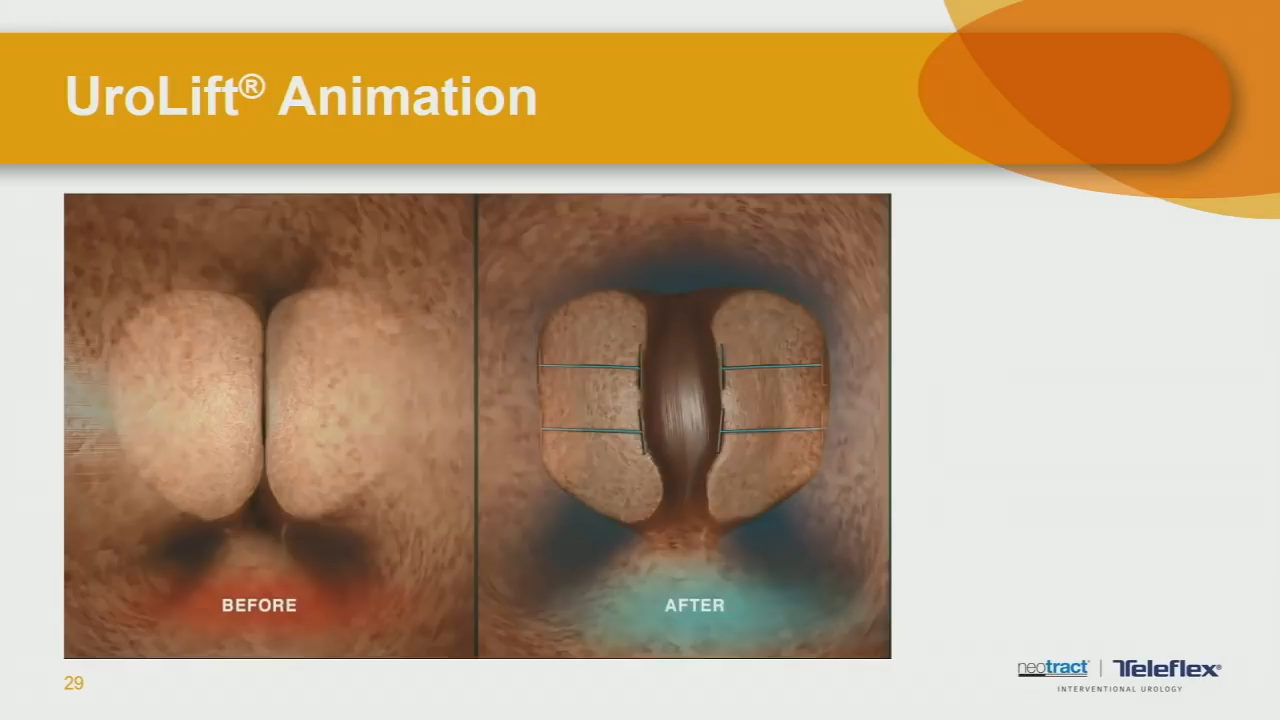 UroLift® Animation
BEFORE
AFTER
29
neotract® | Teleflex®
INTERVENTIONAL UROLOGY